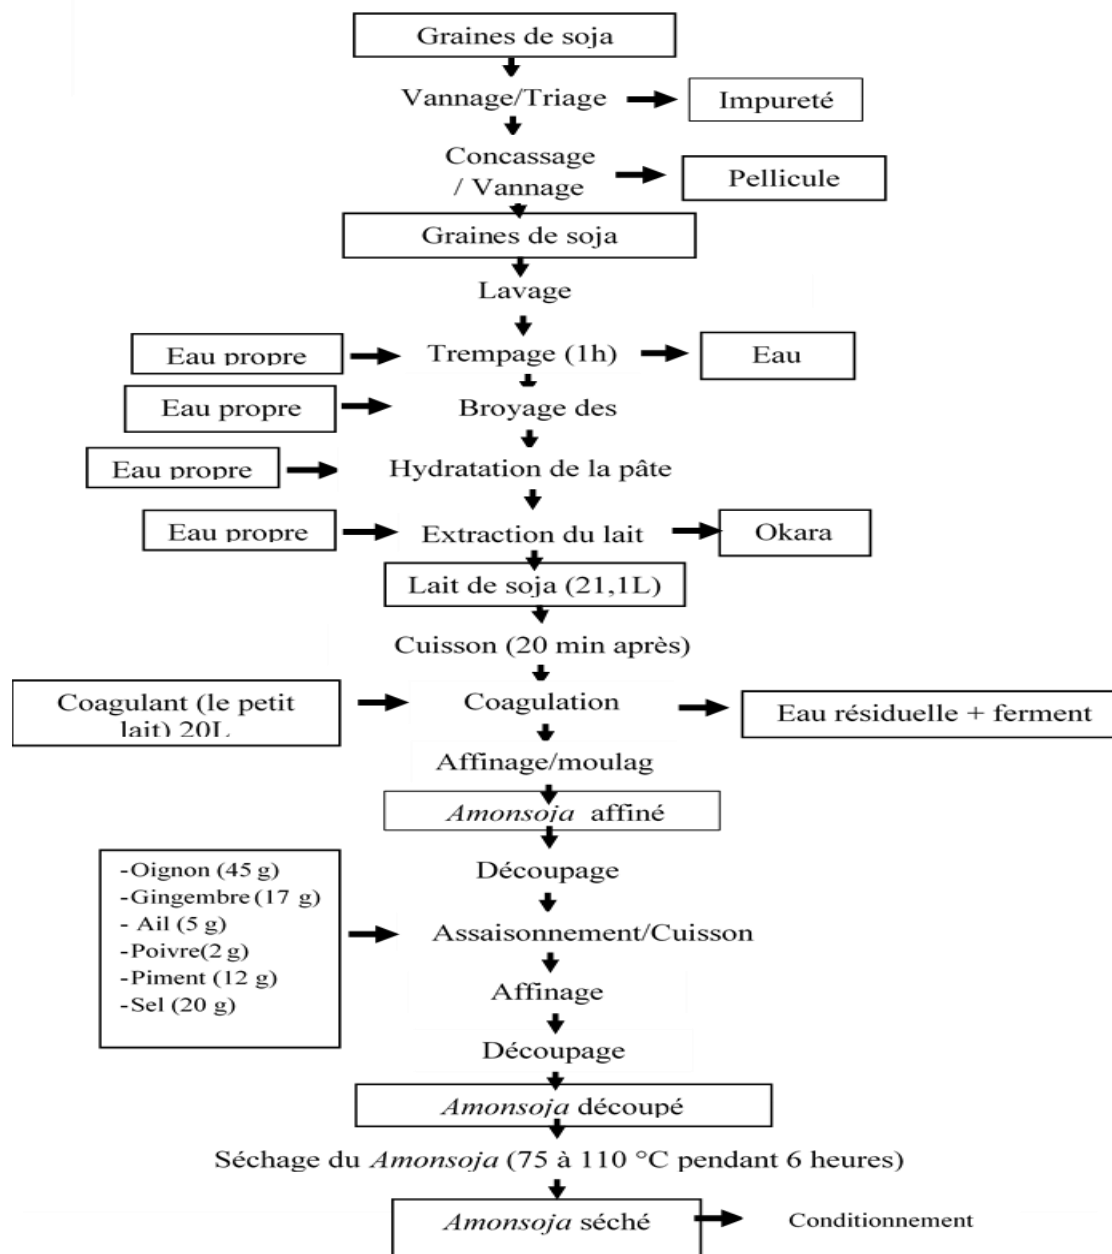 Graines de soja
Vannage/Triage
Impureté
Concassage
/ Vannage
Pellicule
Graines de soja
Lavage
Eau propre
Trempage (1h)
Eau
Eau propre
Broyage des
Eau propre
Hydratation de la pâte
Eau propre
Extraction du lait
Okara
Lait de soja (21,1L)
Cuisson (20 min après)
Coagulant (le petit
lait) 20L
Coagulation
Eau résiduelle + ferment
Affinage/moulag
Amonsoja affiné
Découpage
-Oignon (45 g)
-Gingembre (17 g)
- Ail (5 g)
-Poivre(2 g)
-Piment (12 g)
-Sel (20 g)
Assaisonnement/Cuisson
Affinage
Découpage
Amonsoja découpé
Séchage du Amonsoja (75 à 110 °C pendant 6 heures)
Amonsoja séché
Conditionnement